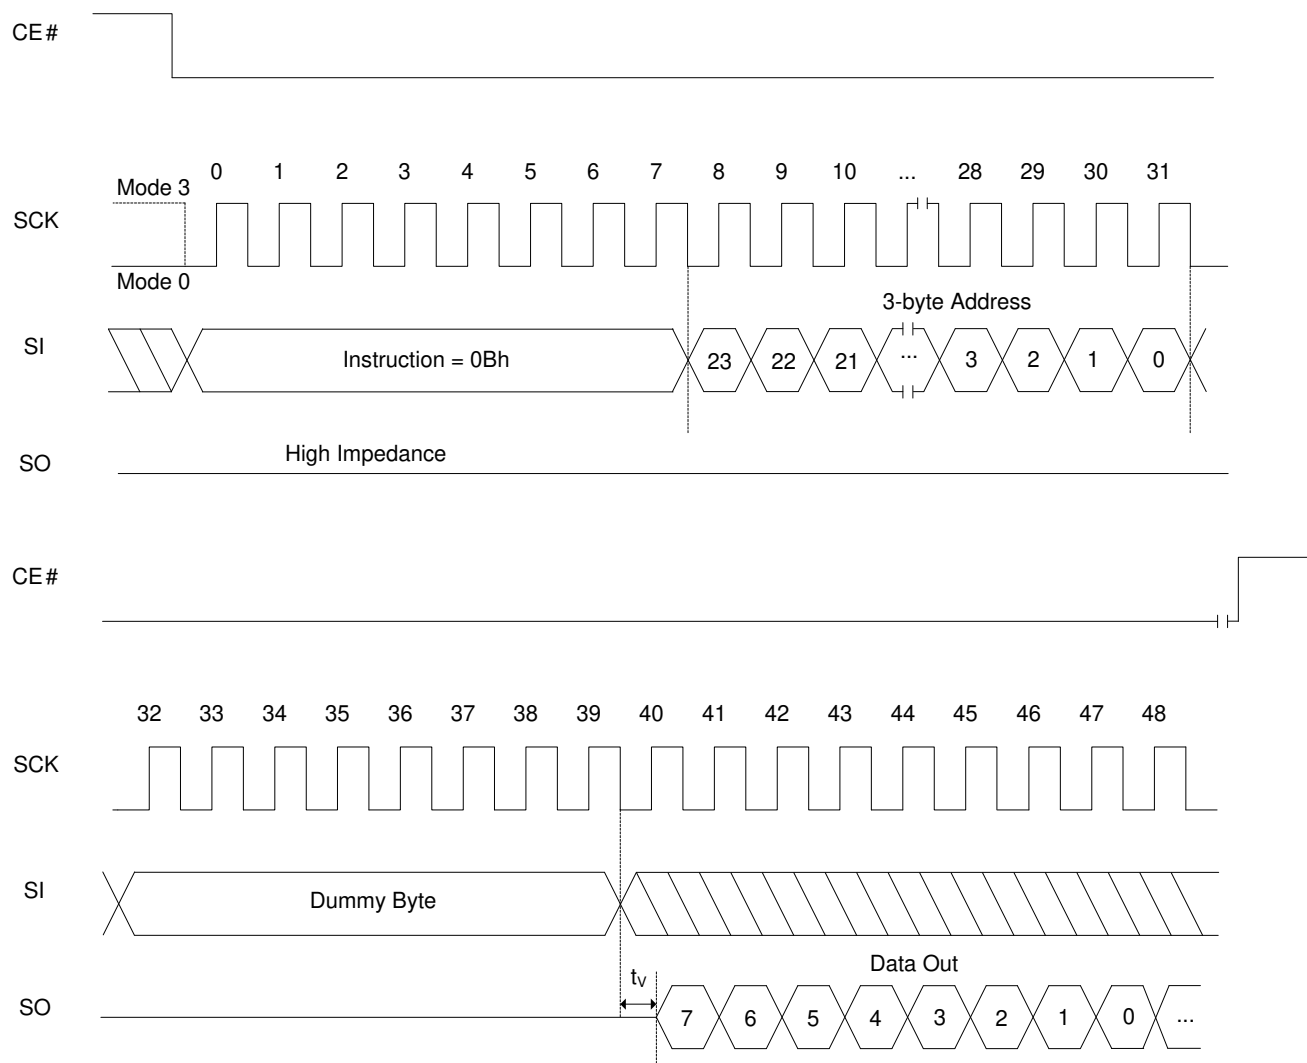 CE#
0 1 2 3 4 5 6 7 8 9 10 ... 28 29 30 31
Mode 3
SCK
Mode 0
3-byte Address
SI
Instruction = 0Bh
23 22 21 ... 3 2 1 0
High Impedance
SO
CE#
32 33 34 35 36 37 38 39 40 41 42 43 44 45 46 47 48
SCK
SI
Dummy Byte
Data Out
tV
SO
7 6 5 4 3 2 1 0 ...